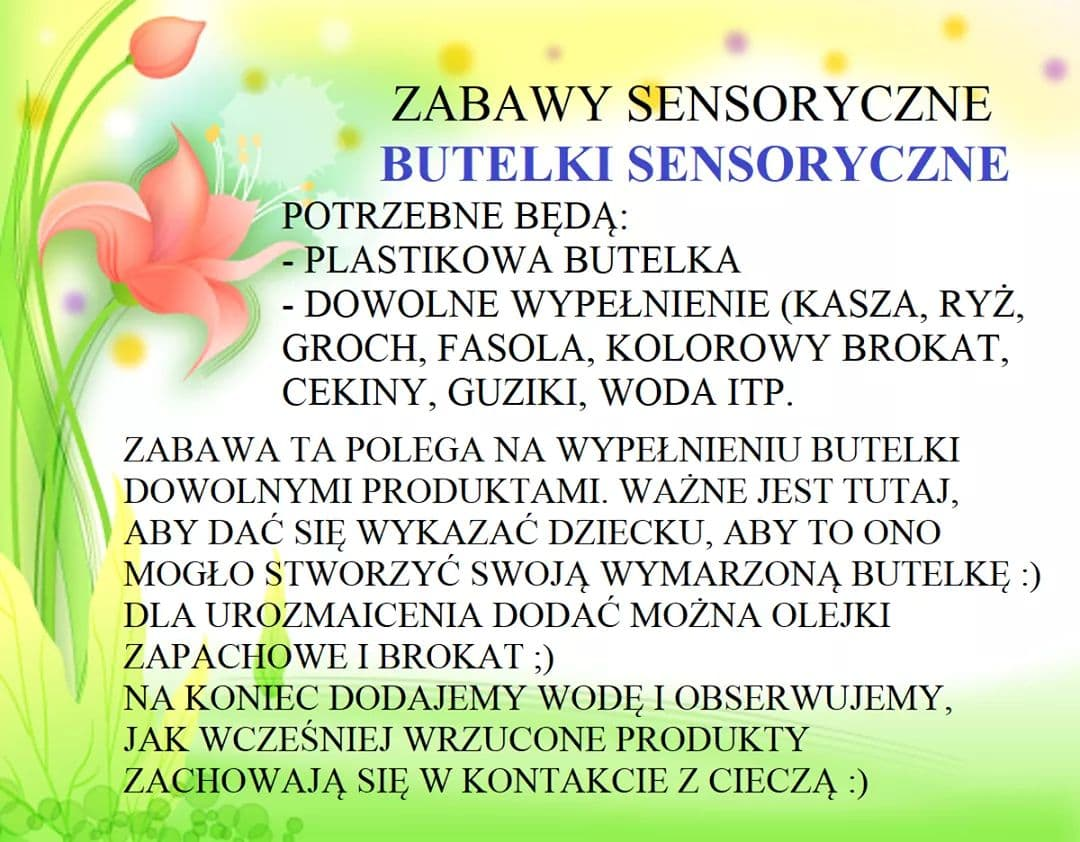 ZABAWY SENSORYCZNE
BUTELKI SENSORYCZNE
POTRZEBNE BĘDĄ:
- PLASTIKOWA BUTELKA
- DOWOLNE WYPEŁNIENIE (KASZA, RYŻ,
GROCH, FASOLA, KOLOROWY BROKAT,
CEKINY, GUZIKI, WODA ITP.
ZABAWA TA POLEGA NA WYPEŁNIENIU BUTELKI
DOWOLNYMI PRODUKTAMI. WAŻNE JEST TUTAJ,
ABY DAĆ SIĘ WYKAZAĆ DZIECKU, ABY TO ONO
MOGŁO STWORZYĆ SWOJĄ WYMARZONĄ BUTELKĘ :)
DLA UROZMAICENIA DODAĆ MOŻNA OLEJKI
ZAPACHOWE I BROKAT ;)
NA KONIEC DODAJEMY WODĘ I OBSERWUJEMY,
JAK WCZEŚNIEJ WRZUCONE PRODUKTY
ZACHOWAJĄ SIĘ W KONTAKCIE Z CIECZĄ :)